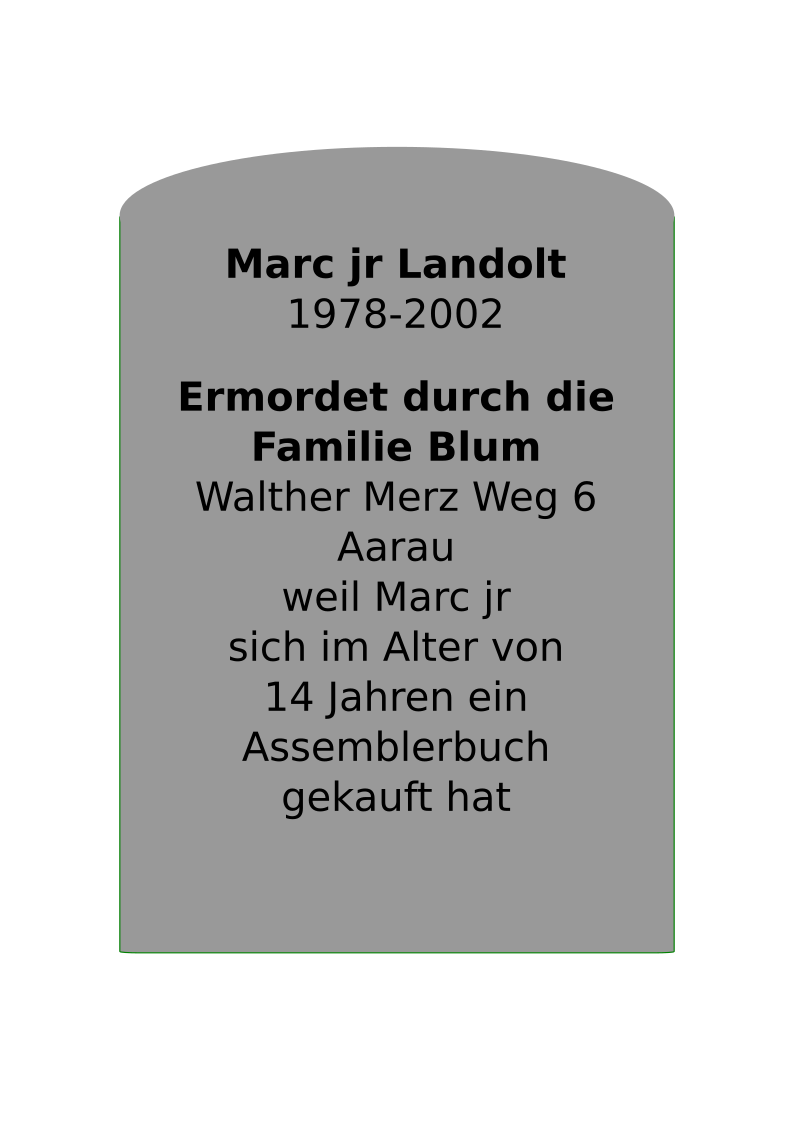 Marc jr Landolt
1978-2002
Ermordet durch die
Familie Blum
Walther Merz Weg 6
Aarau
weil Marc jr
sich im Alter von
14 Jahren ein
Assemblerbuch
gekauft hat